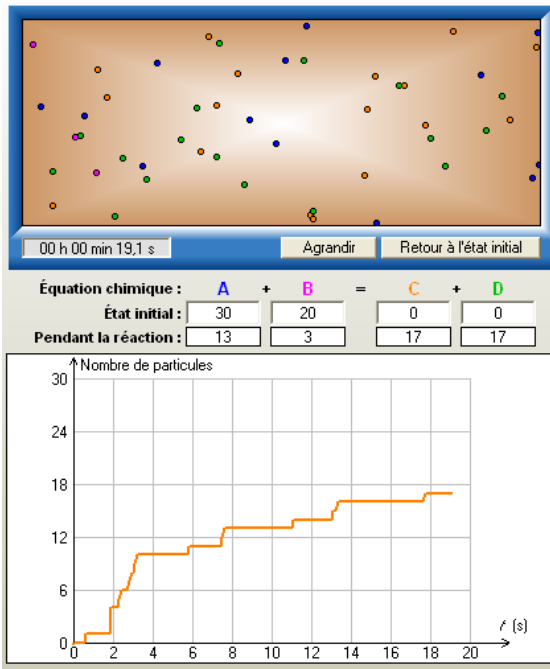 00 h 00 min 19,1 s Agrandir Retour à l'état initial
Équation chimique : A + B = C + D
État initial : 30 20 0 0
Pendant la réaction : 13 3 17 17
Nombre de particules
30
24
18
12
6
0
t (s)
0 2 4 6 8 10 12 14 16 18 20